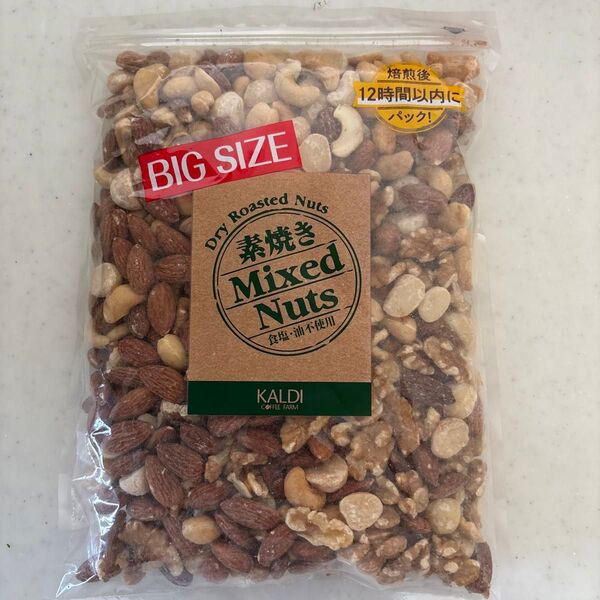 焙煎後
12時間以内に
パック!
BIG SIZE
Dry Roasted Nuts
素焼き
Mixed
Nuts
食塩・油不使用
KALDI
COFFEE FARM